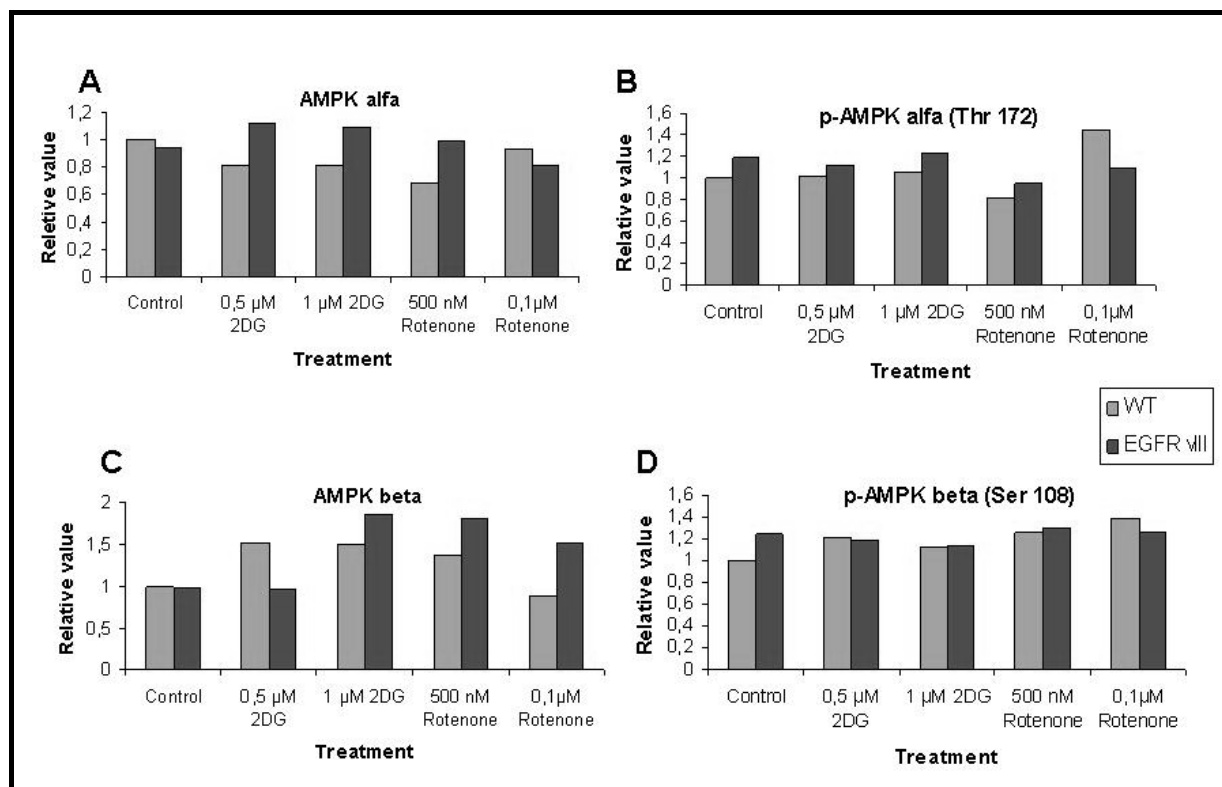 A
AMPK alfa
Reletive value
1,2
1
0,8
0,6
0,4
0,2
0
Control
0,5 µM
2DG
1 µM 2DG
500 nM
Rotenone
0,1µM
Rotenone
Treatment
B
p-AMPK alfa (Thr 172)
Relative value
1,6
1,4
1,2
1
0,8
0,6
0,4
0,2
0
Control
0,5 µM
2DG
1 µM 2DG
500 nM
Rotenone
0,1µM
Rotenone
Treatment
WT
EGFR vIII
C
AMPK beta
Relative value
2
1,5
1
0,5
0
Control
0,5 µM
2DG
1 µM 2DG
500 nM
Rotenone
0,1µM
Rotenone
Treatment
D
p-AMPK beta (Ser 108)
Relative value
1,6
1,4
1,2
1
0,8
0,6
0,4
0,2
0
Control
0,5 µM
2DG
1 µM 2DG
500 nM
Rotenone
0,1µM
Rotenone
Treatment